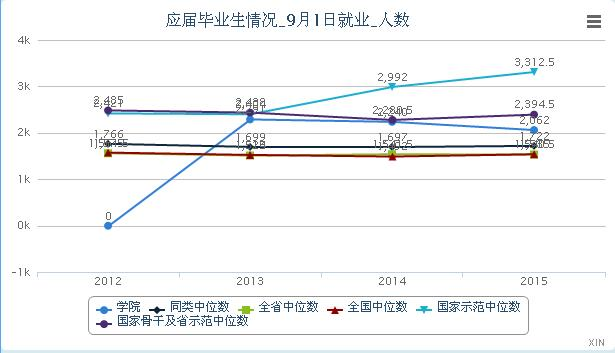 应届毕业生情况_9月1日就业_人数
4k
3k
2k
1k
0k
-1k
3,312.5
2,992
2,485
2,394.5
2,062
1,766
1,699
1,697
1,722
0
2012
2013
2014
2015
学院
同类中位数
全省中位数
全国中位数
国家示范中位数
国家骨干及省示范中位数
XIN